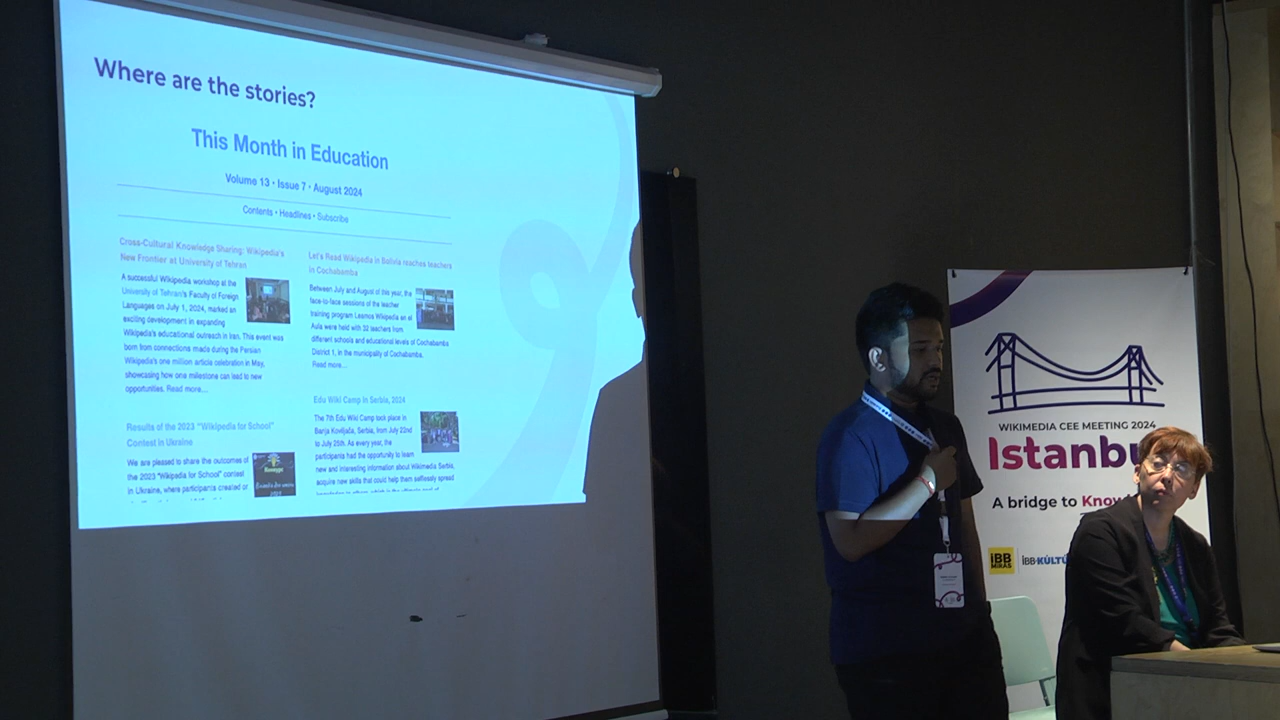 Where are the stories?
This Month in Education
Volume 13 • Issue 7 • August 2024
Contents • Headlines • Subscribe
Cross-Cultural Knowledge Sharing: Wikipedia's
New Frontier at University of Tehran
A successful Wikipedia workshop at the
University of Tehran's Faculty of Foreign
Languages on July 1, 2024, marked an
exciting development in expanding
Wikipedia's educational outreach in Iran. This event was
born from connections made during the Persian
Wikipedia's one million article celebration in May,
showcasing how one milestone can lead to new
opportunities. Read more...
Results of the 2023 "Wikipedia for School"
Contest in Ukraine
We are pleased to share the outcomes of
the 2023 "Wikipedia for School" contest
in Ukraine, where participants created or
Let's Read Wikipedia in Bolivia reaches teachers
in Cochabamba
Between July and August of this year, the
face-to-face sessions of the teacher
training program Leamos Wikipedia en el
Aula were held with 32 teachers from
different schools and educational levels of Cochabamba
District 1, in the municipality of Cochabamba.
Read more...
Edu Wiki Camp in Serbia, 2024
The 7th Edu Wiki Camp took place in
Banja Koviljača, Serbia, from July 22nd
to July 25th. As every year, the
participants had the opportunity to learn
new and interesting information about Wikimedia Serbia,
acquire new skills that could help them selflessly spread
WIKIMEDIA CEE MEETING 2024
Istanbu
A bridge to Know
İBB
MİRAS
İBB KÜLTÜ